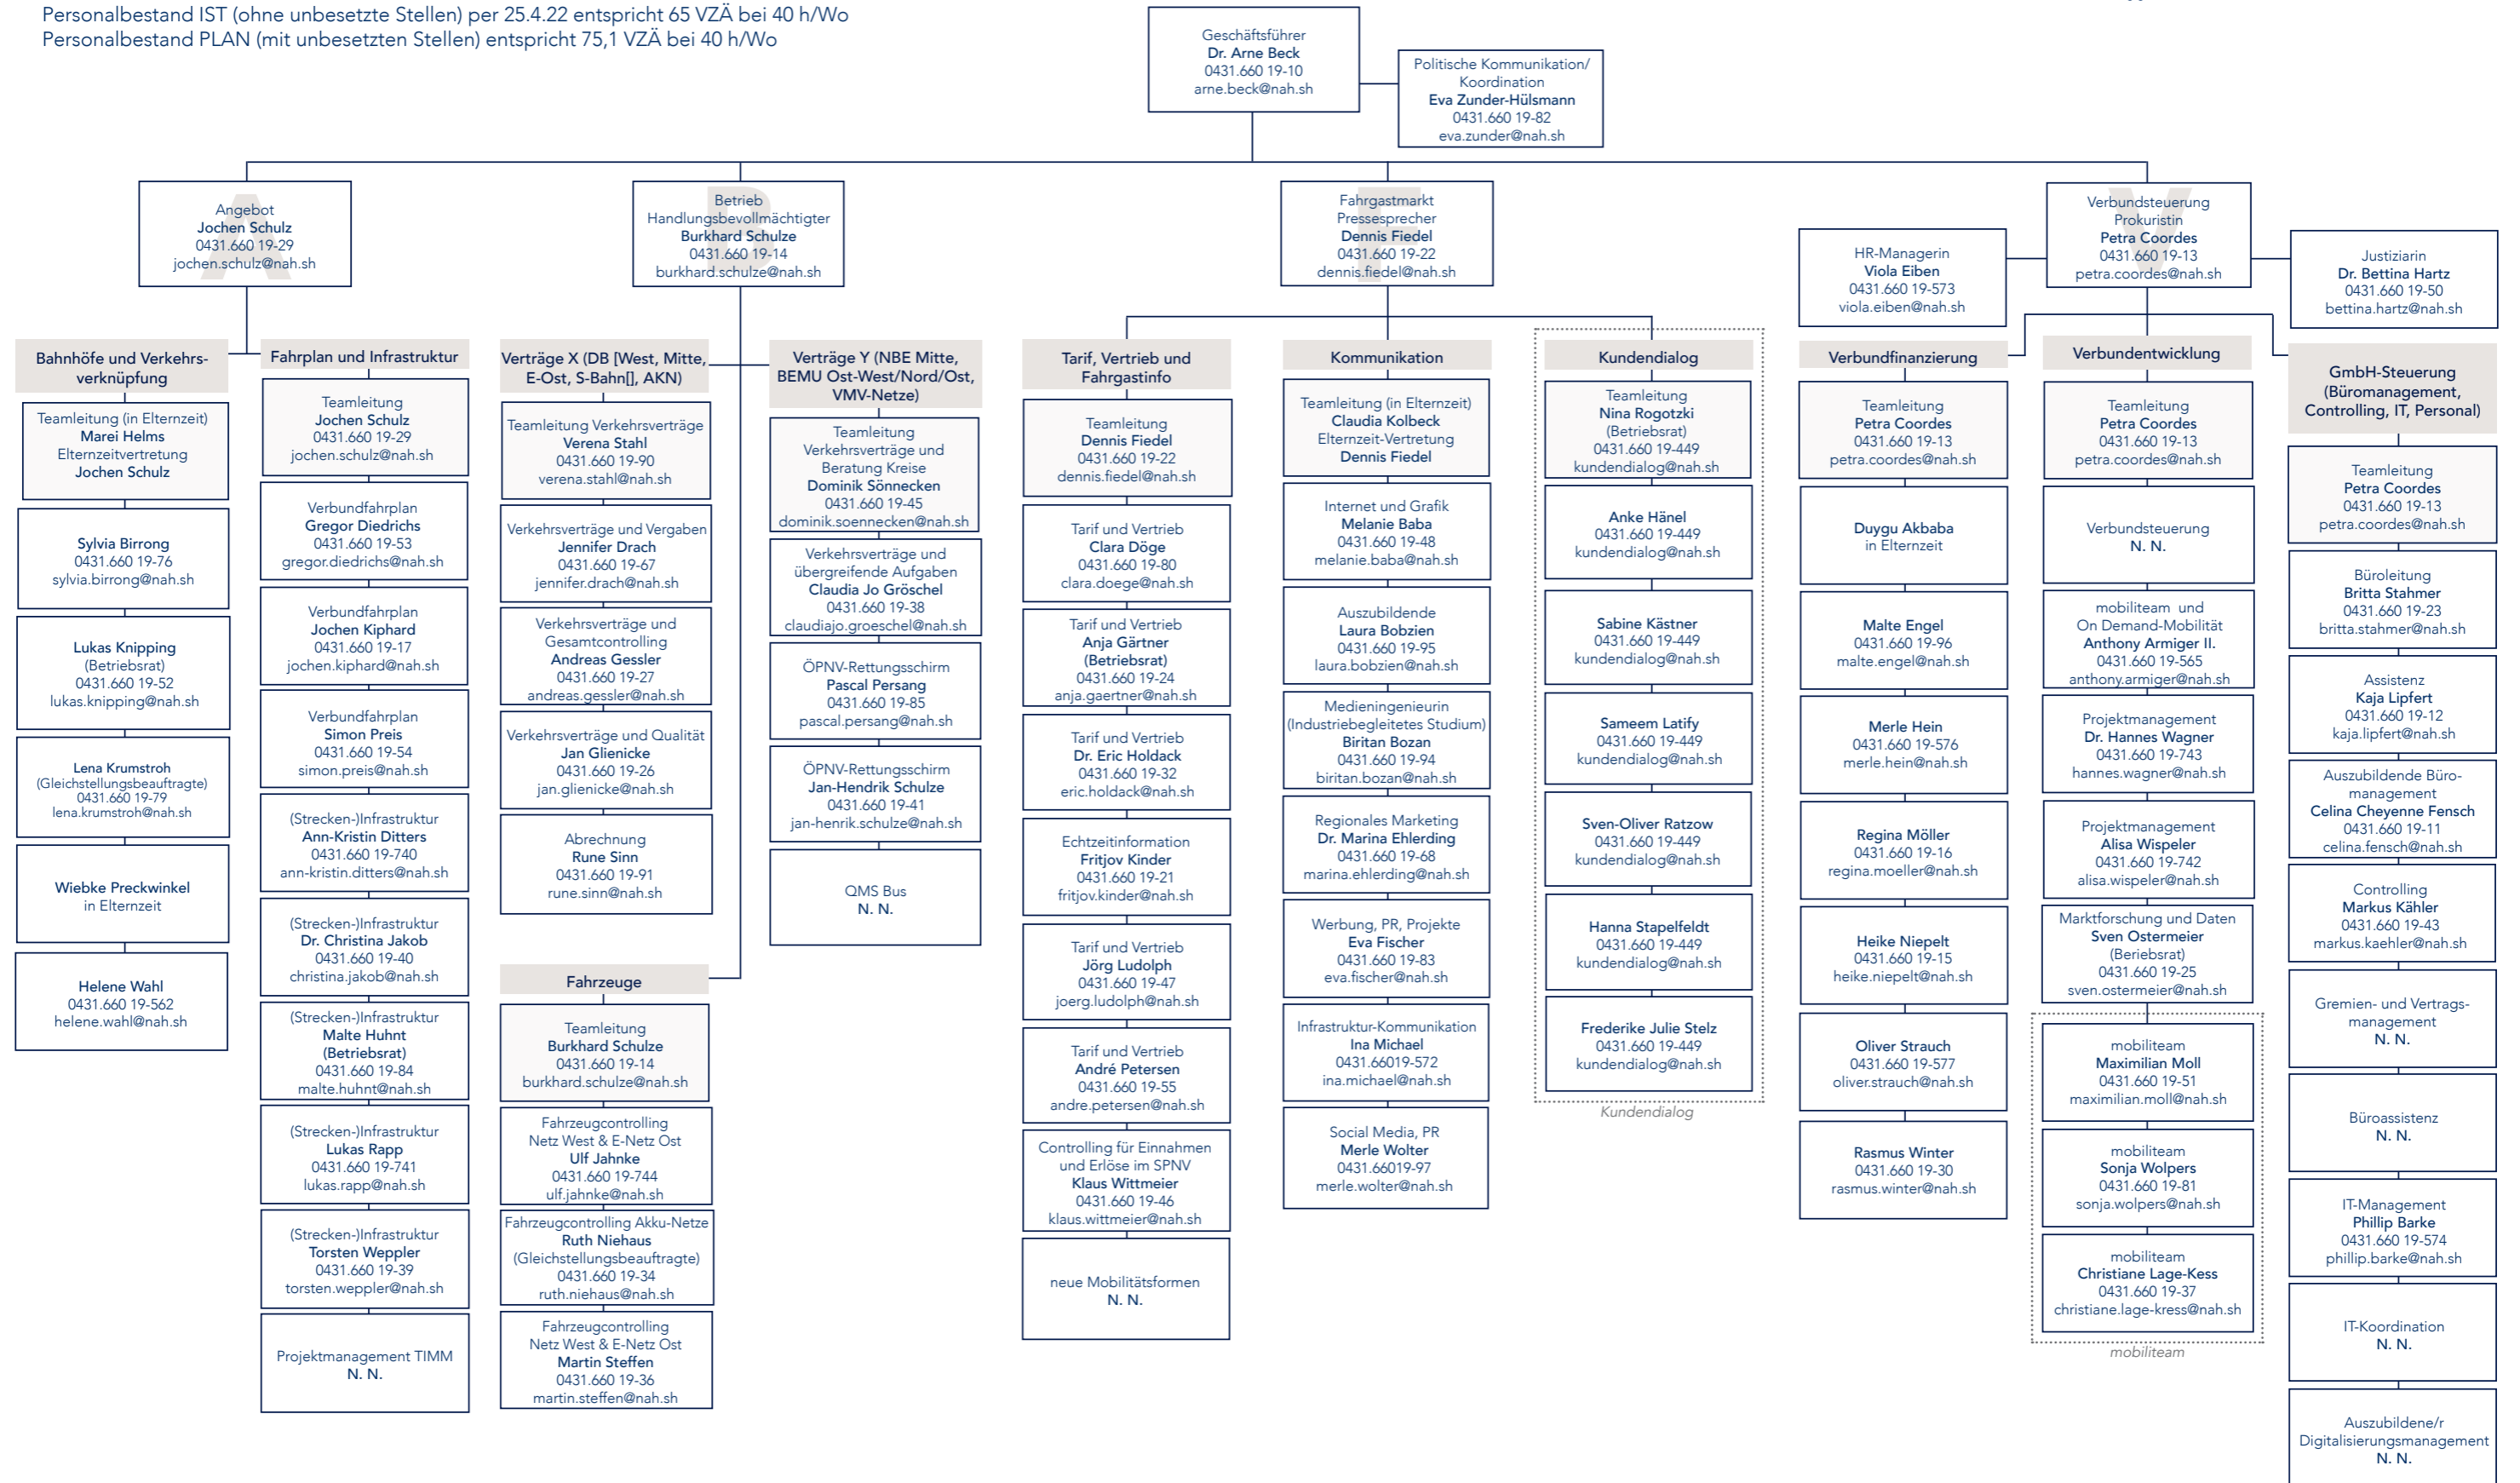 Personalbestand IST (ohne unbesetzte Stellen) per 25.4.22 entspricht 65 VZÄ bei 40 h/Wo
Personalbestand PLAN (mit unbesetzten Stellen) entspricht 75,1 VZÄ bei 40 h/Wo
Geschäftsführer
Dr. Arne Beck
0431.660 19-10
arne.beck@nah.sh
Politische Kommunikation/
Koordination
Eva Zunder-Hülsmann
0431.660 19-82
eva.zunder@nah.sh
A
Angebot
Jochen Schulz
0431.660 19-29
jochen.schulz@nah.sh
B
Betrieb
Handlungsbevollmächtigter
Burkhard Schulze
0431.660 19-14
burkhard.schulze@nah.sh
F
Fahrgastmarkt
Pressesprecher
Dennis Fiedel
0431.660 19-22
dennis.fiedel@nah.sh
V
Verbundsteuerung
Prokuristin
Petra Coordes
0431.660 19-13
petra.coordes@nah.sh
HR-Managerin
Viola Eiben
0431.660 19-573
viola.eiben@nah.sh
Justiziarin
Dr. Bettina Hartz
0431.660 19-50
bettina.hartz@nah.sh
Bahnhöfe und Verkehrs-
verknüpfung
Teamleitung (in Elternzeit)
Marei Helms
Elternzeitvertretung
Jochen Schulz
Sylvia Birrong
0431.660 19-76
sylvia.birrong@nah.sh
Lukas Knipping
(Betriebsrat)
0431.660 19-52
lukas.knipping@nah.sh
Lena Krumstroh
(Gleichstellungsbeauftragte)
0431.660 19-79
lena.krumstroh@nah.sh
Wiebke Preckwinkel
in Elternzeit
Helene Wahl
0431.660 19-562
helene.wahl@nah.sh
Fahrplan und Infrastruktur
Teamleitung
Jochen Schulz
0431.660 19-29
jochen.schulz@nah.sh
Verbundfahrplan
Gregor Diedrichs
0431.660 19-53
gregor.diedrichs@nah.sh
Verbundfahrplan
Jochen Kiphard
0431.660 19-17
jochen.kiphard@nah.sh
Verbundfahrplan
Simon Preis
0431.660 19-54
simon.preis@nah.sh
(Strecken-)Infrastruktur
Ann-Kristin Ditters
0431.660 19-740
ann-kristin.ditters@nah.sh
(Strecken-)Infrastruktur
Dr. Christina Jakob
0431.660 19-40
christina.jakob@nah.sh
(Strecken-)Infrastruktur
Malte Huhnt
(Betriebsrat)
0431.660 19-84
malte.huhnt@nah.sh
(Strecken-)Infrastruktur
Lukas Rapp
0431.660 19-741
lukas.rapp@nah.sh
(Strecken-)Infrastruktur
Torsten Weppler
0431.660 19-39
torsten.weppler@nah.sh
Projektmanagement TIMM
N. N.
Verträge X (DB [West, Mitte,
E-Ost, S-Bahn[], AKN)
Teamleitung Verkehrsverträge
Verena Stahl
0431.660 19-90
verena.stahl@nah.sh
Verkehrsverträge und Vergaben
Jennifer Drach
0431.660 19-67
jennifer.drach@nah.sh
Verkehrsverträge und
Gesamtcontrolling
Andreas Gessler
0431.660 19-27
andreas.gessler@nah.sh
Verkehrsverträge und Qualität
Jan Glienicke
0431.660 19-26
jan.glienicke@nah.sh
Abrechnung
Rune Sinn
0431.660 19-91
rune.sinn@nah.sh
Fahrzeuge
Teamleitung
Burkhard Schulze
0431.660 19-14
burkhard.schulze@nah.sh
Fahrzeugcontrolling
Netz West & E-Netz Ost
Ulf Jahnke
0431.660 19-744
ulf.jahnke@nah.sh
Fahrzeugcontrolling Akku-Netze
Ruth Niehaus
(Gleichstellungsbeauftragte)
0431.660 19-34
ruth.niehaus@nah.sh
Fahrzeugcontrolling
Netz West & E-Netz Ost
Martin Steffen
0431.660 19-36
martin.steffen@nah.sh
Verträge Y (NBE Mitte,
BEMU Ost-West/Nord/Ost,
VMV-Netze)
Teamleitung
Verkehrsverträge und
Beratung Kreise
Dominik Sönnecken
0431.660 19-45
dominik.soennecken@nah.sh
Verkehrsverträge und
übergreifende Aufgaben
Claudia Jo Gröschel
0431.660 19-38
claudiajo.groeschel@nah.sh
ÖPNV-Rettungsschirm
Pascal Persang
0431.660 19-85
pascal.persang@nah.sh
ÖPNV-Rettungsschirm
Jan-Hendrik Schulze
0431.660 19-41
jan-henrik.schulze@nah.sh
QMS Bus
N. N.
Tarif, Vertrieb und
Fahrgastinfo
Teamleitung
Dennis Fiedel
0431.660 19-22
dennis.fiedel@nah.sh
Tarif und Vertrieb
Clara Döge
0431.660 19-80
clara.doege@nah.sh
Tarif und Vertrieb
Anja Gärtner
(Betriebsrat)
0431.660 19-24
anja.gaertner@nah.sh
Tarif und Vertrieb
Dr. Eric Holdack
0431.660 19-32
eric.holdack@nah.sh
Echtzeitinformation
Fritjov Kinder
0431.660 19-21
fritjov.kinder@nah.sh
Tarif und Vertrieb
Jörg Ludolph
0431.660 19-47
joerg.ludolph@nah.sh
Tarif und Vertrieb
André Petersen
0431.660 19-55
andre.petersen@nah.sh
Controlling für Einnahmen
und Erlöse im SPNV
Klaus Wittmeier
0431.660 19-46
klaus.wittmeier@nah.sh
neue Mobilitätsformen
N. N.
Kommunikation
Teamleitung (in Elternzeit)
Claudia Kolbeck
Elternzeit-Vertretung
Dennis Fiedel
Internet und Grafik
Melanie Baba
0431.660 19-48
melanie.baba@nah.sh
Auszubildende
Laura Bobzien
0431.660 19-95
laura.bobzien@nah.sh
Medieningenieurin
(Industriebegleitetes Studium)
Biritan Bozan
0431.660 19-94
biritan.bozan@nah.sh
Regionales Marketing
Dr. Marina Ehlerding
0431.660 19-68
marina.ehlerding@nah.sh
Werbung, PR, Projekte
Eva Fischer
0431.660 19-83
eva.fischer@nah.sh
Infrastruktur-Kommunikation
Ina Michael
0431.66019-572
ina.michael@nah.sh
Social Media, PR
Merle Wolter
0431.66019-97
merle.wolter@nah.sh
Kundendialog
Teamleitung
Nina Rogotzki
(Betriebsrat)
0431.660 19-449
kundendialog@nah.sh
Anke Hänel
0431.660 19-449
kundendialog@nah.sh
Sabine Kästner
0431.660 19-449
kundendialog@nah.sh
Sameem Latify
0431.660 19-449
kundendialog@nah.sh
Sven-Oliver Ratzow
0431.660 19-449
kundendialog@nah.sh
Hanna Stapelfeldt
0431.660 19-449
kundendialog@nah.sh
Frederike Julie Stelz
0431.660 19-449
kundendialog@nah.sh
Kundendialog
Verbundfinanzierung
Teamleitung
Petra Coordes
0431.660 19-13
petra.coordes@nah.sh
Duygu Akbaba
in Elternzeit
Malte Engel
0431.660 19-96
malte.engel@nah.sh
Merle Hein
0431.660 19-576
merle.hein@nah.sh
Regina Möller
0431.660 19-16
regina.moeller@nah.sh
Heike Niepelt
0431.660 19-15
heike.niepelt@nah.sh
Oliver Strauch
0431.660 19-577
oliver.strauch@nah.sh
Rasmus Winter
0431.660 19-30
rasmus.winter@nah.sh
Verbundentwicklung
Teamleitung
Petra Coordes
0431.660 19-13
petra.coordes@nah.sh
Verbundsteuerung
N. N.
mobiliteam und
On Demand-Mobilität
Anthony Armiger II.
0431.660 19-565
anthony.armiger@nah.sh
Projektmanagement
Dr. Hannes Wagner
0431.660 19-743
hannes.wagner@nah.sh
Projektmanagement
Alisa Wispeler
0431.660 19-742
alisa.wispeler@nah.sh
Marktforschung und Daten
Sven Ostermeier
(Beriebsrat)
0431.660 19-25
sven.ostermeier@nah.sh
mobiliteam
Maximilian Moll
0431.660 19-51
maximilian.moll@nah.sh
mobiliteam
Sonja Wolpers
0431.660 19-81
sonja.wolpers@nah.sh
mobiliteam
Christiane Lage-Kess
0431.660 19-37
christiane.lage-kress@nah.sh
mobiliteam
GmbH-Steuerung
(Büromanagement,
Controlling, IT, Personal)
Teamleitung
Petra Coordes
0431.660 19-13
petra.coordes@nah.sh
Büroleitung
Britta Stahmer
0431.660 19-23
britta.stahmer@nah.sh
Assistenz
Kaja Lipfert
0431.660 19-12
kaja.lipfert@nah.sh
Auszubildende Büro-
management
Celina Cheyenne Fensch
0431.660 19-11
celina.fensch@nah.sh
Controlling
Markus Kähler
0431.660 19-43
markus.kaehler@nah.sh
Gremien- und Vertrags-
management
N. N.
Büroassistenz
N. N.
IT-Management
Phillip Barke
0431.660 19-574
phillip.barke@nah.sh
IT-Koordination
N. N.
Auszubildene/r
Digitalisierungsmanagement
N. N.